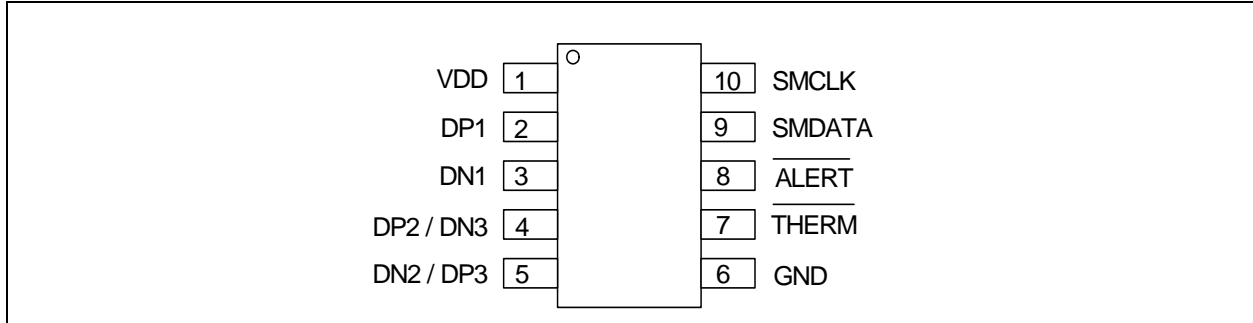 VDD 1 10 SMCLK
DP1 2 9 SMDATA
DN1 3 8 ALERT
DP2 / DN3 4 7 THERM
DN2 / DP3 5 6 GND